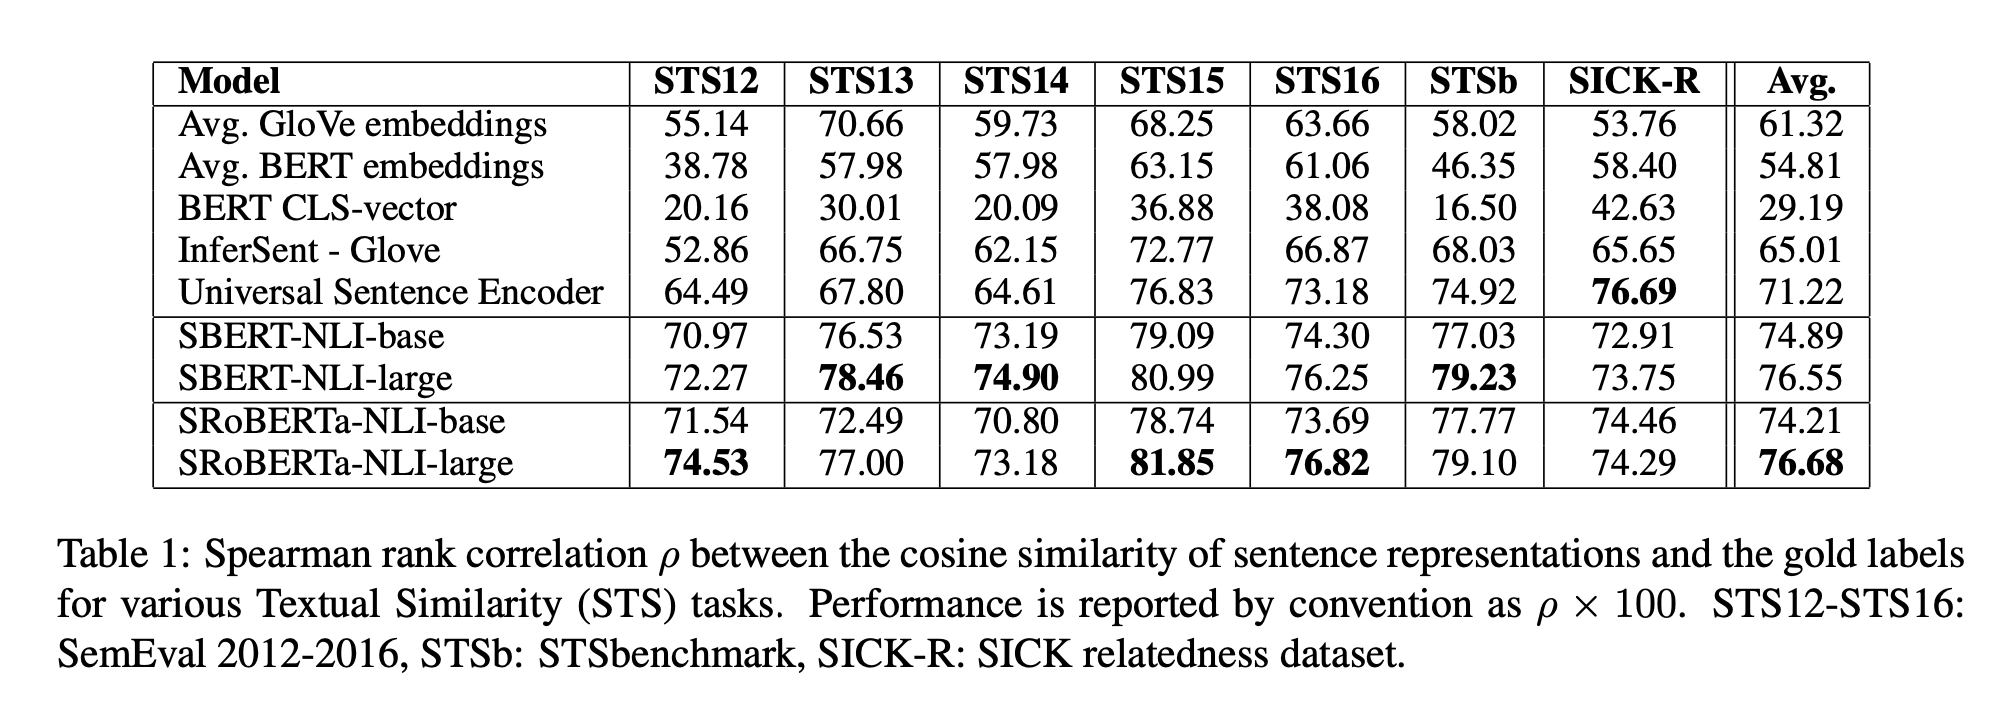 Model STS12 STS13 STS14 STS15 STS16 STSb SICK-R Avg.
Avg. GloVe embeddings 55.14 70.66 59.73 68.25 63.66 58.02 53.76 61.32
Avg. BERT embeddings 38.78 57.98 57.98 63.15 61.06 46.35 58.40 54.81
BERT CLS-vector 20.16 30.01 20.09 36.88 38.08 16.50 42.63 29.19
InferSent - Glove 52.86 66.75 62.15 72.77 66.87 68.03 65.65 65.01
Universal Sentence Encoder 64.49 67.80 64.61 76.83 73.18 74.92 76.69 71.22
SBERT-NLI-base 70.97 76.53 73.19 79.09 74.30 77.03 72.91 74.89
SBERT-NLI-large 72.27 78.46 74.90 80.99 76.25 79.23 73.75 76.55
SRoBERTa-NLI-base 71.54 72.49 70.80 78.74 73.69 77.77 74.46 74.21
SRoBERTa-NLI-large 74.53 77.00 73.18 81.85 76.82 79.10 74.29 76.68
Table 1: Spearman rank correlation ρ between the cosine similarity of sentence representations and the gold labels
for various Textual Similarity (STS) tasks. Performance is reported by convention as ρ × 100. STS12-STS16:
SemEval 2012-2016, STSb: STSbenchmark, SICK-R: SICK relatedness dataset.